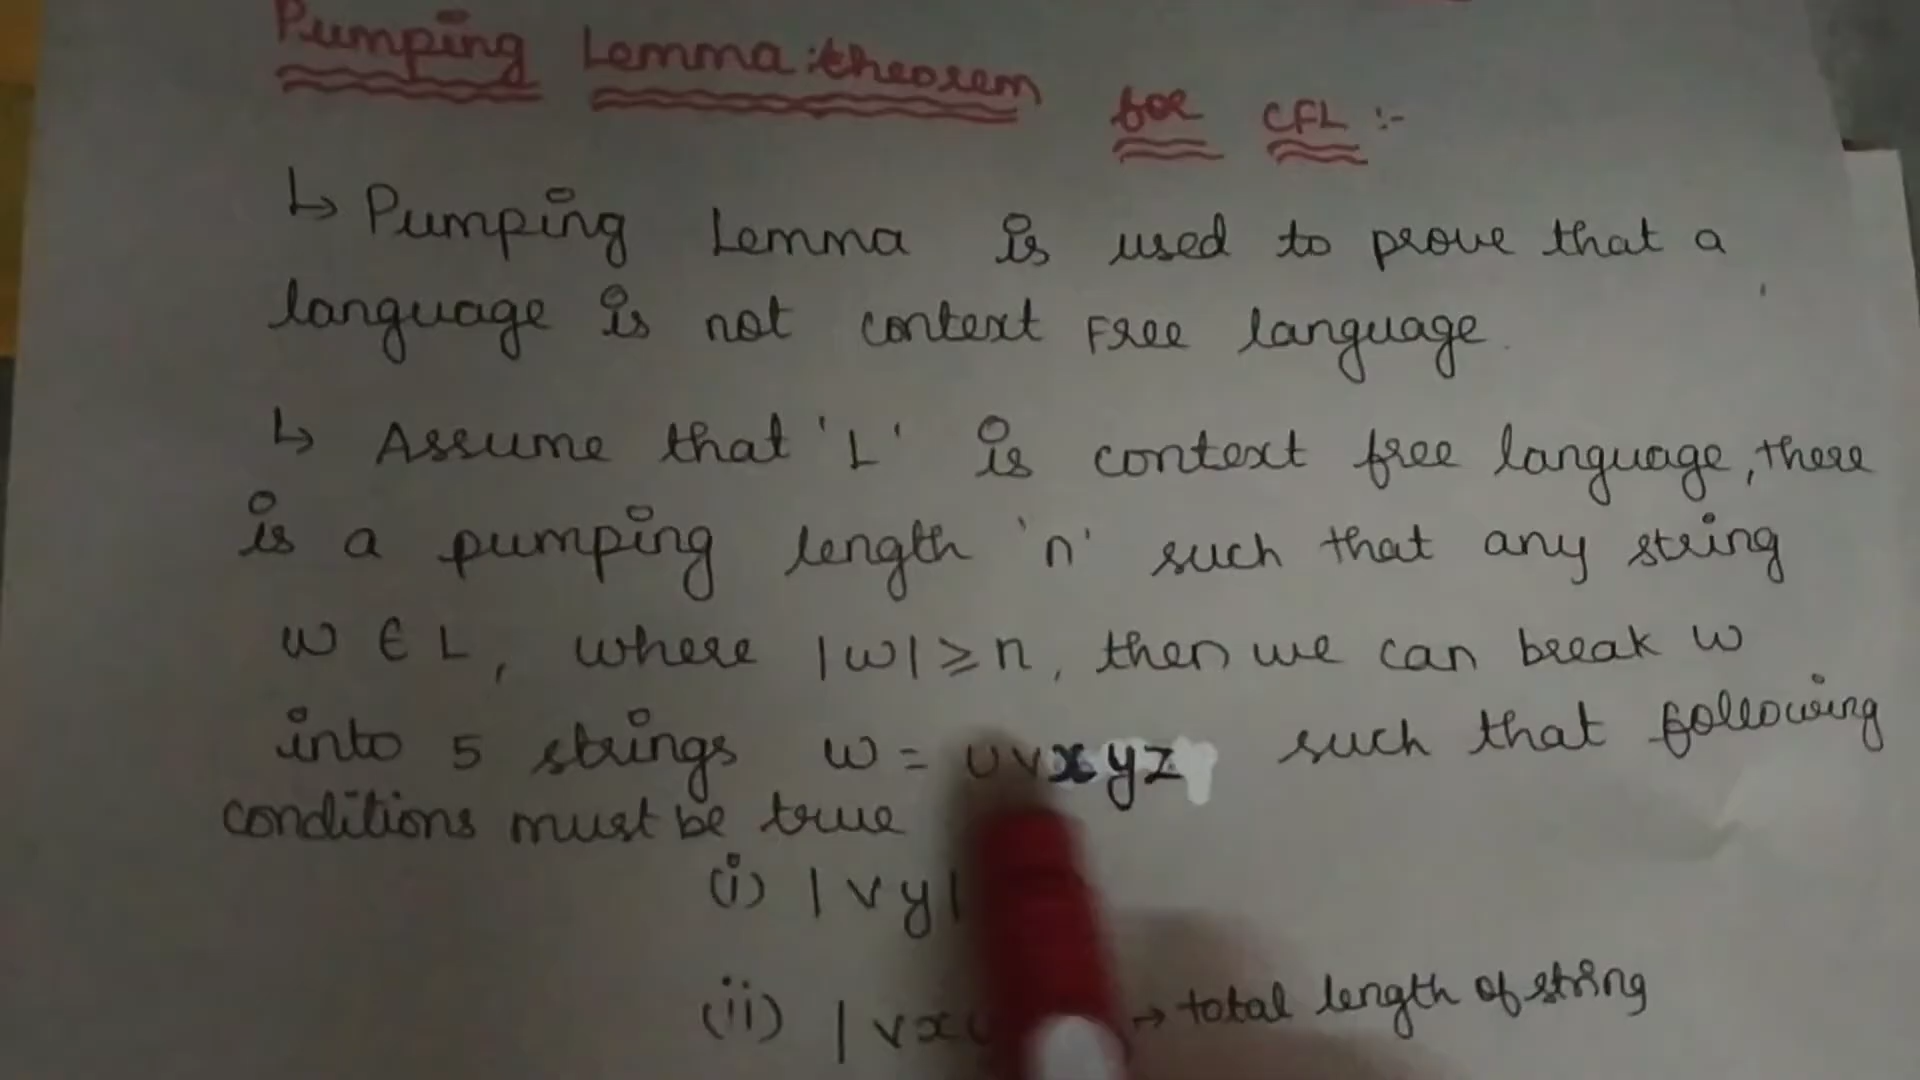 Pumping Lemma:theorem for CFL :-
↳ Pumping Lemma is used to prove that a
language is not context Free language.
↳ Assume that 'L' is context free language, there
is a pumping length 'n' such that any string
w ∈ L, where |w| ≥ n, then we can break w
into 5 strings w = uvxyz such that following
conditions must be true
(i) |vy|
(ii) |vx → total length of string